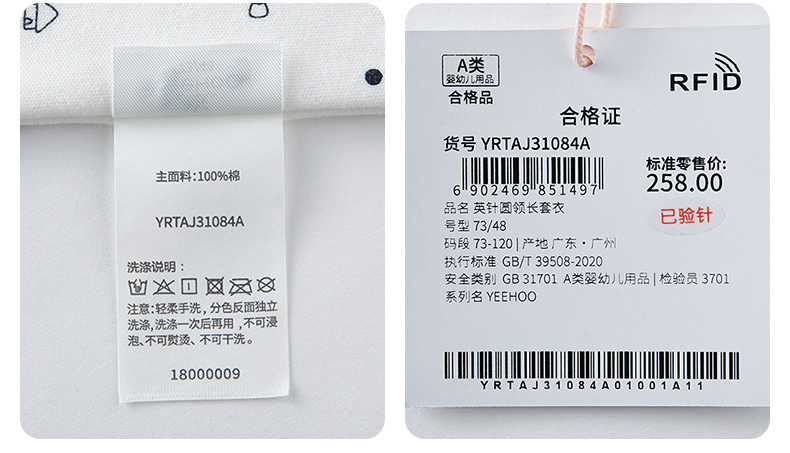 主面料:100%棉
YRTAJ31084A
洗涤说明：
注意:轻柔手洗，分色反面独立
洗涤,洗涤一次后再用，不可浸
泡、不可熨烫、不可干洗。
18000009
A类
婴幼儿用品
合格品
RFID
合格证
货号 YRTAJ31084A
6 902469 851497
标准零售价:
258.00
已验针
品名 英针圆领长套衣
号型 73/48
码段 73-120 | 产地 广东·广州
执行标准 GB/T 39508-2020
安全类别 GB 31701 A类婴幼儿用品 | 检验员 3701
系列名 YEEHOO
YRTAJ31084A01001A11